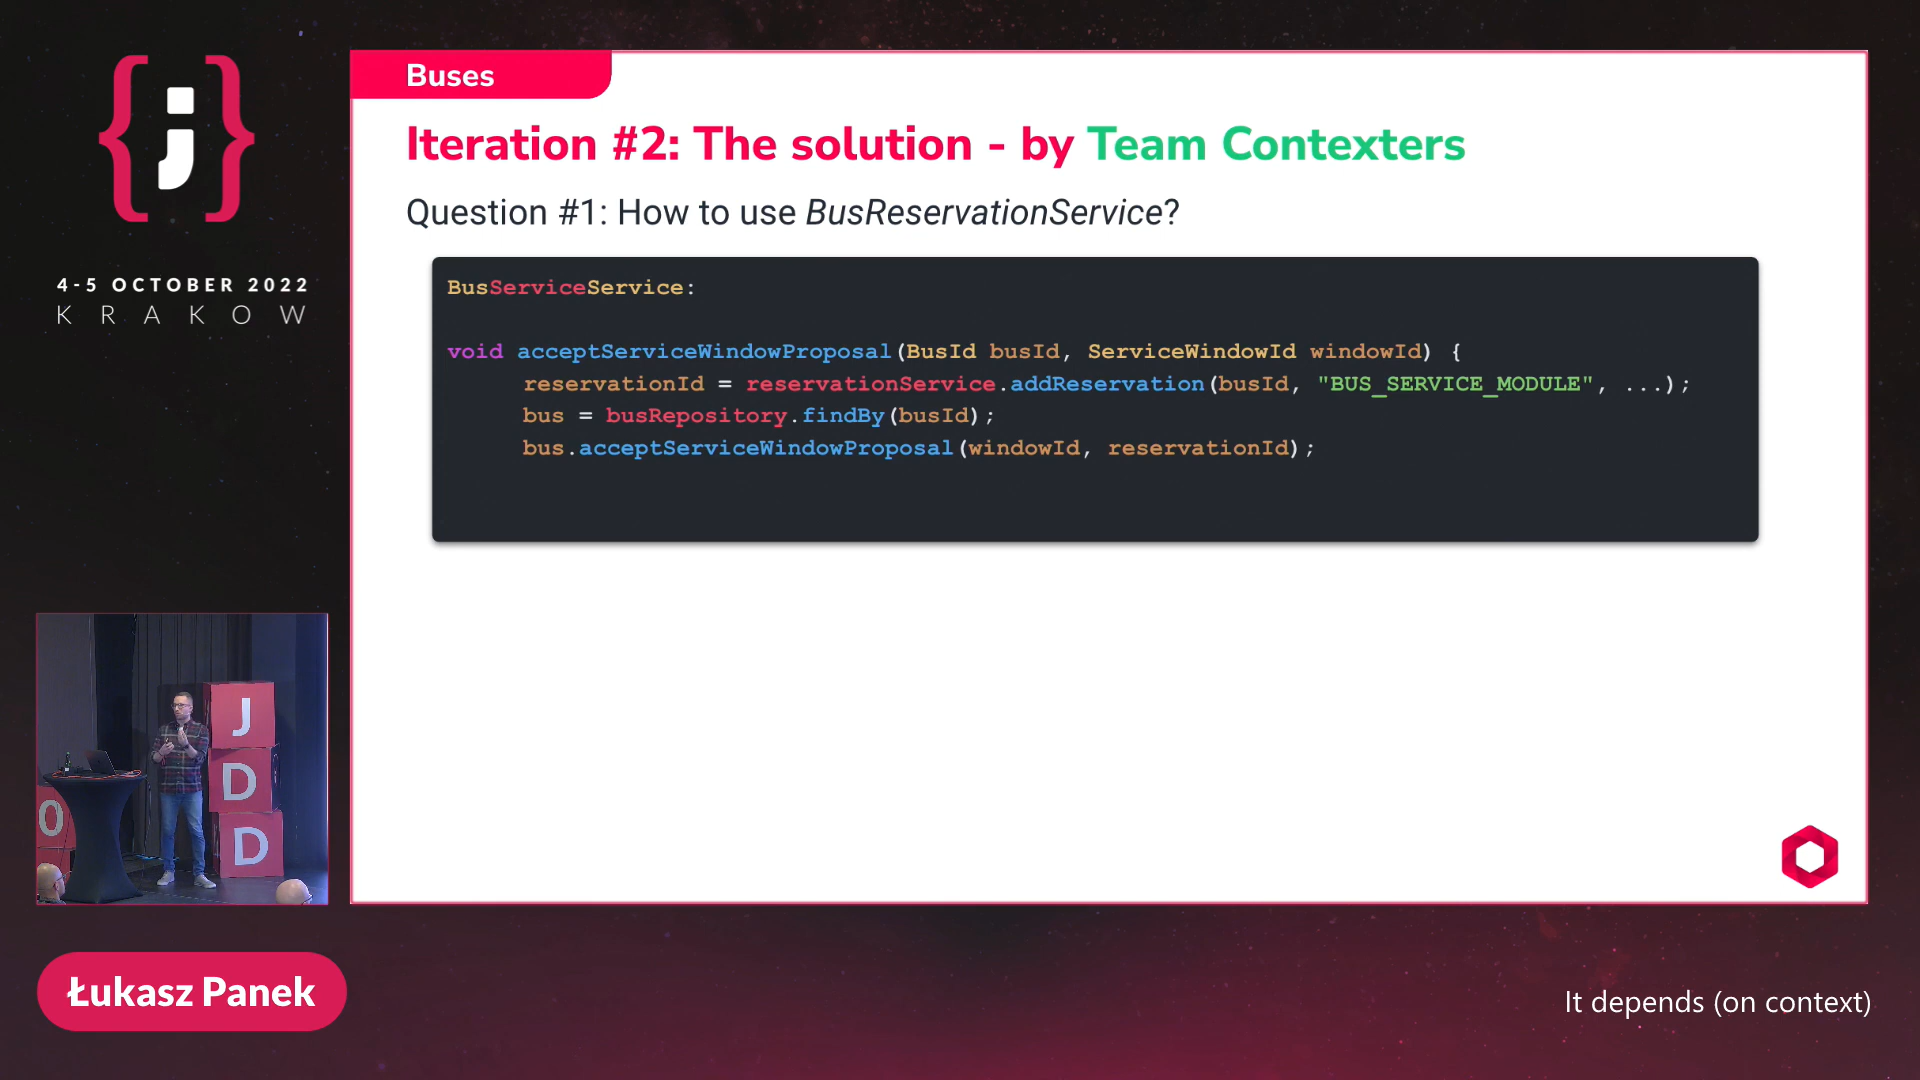 {j}
4-5 OCTOBER 2022
KRAKOW
Buses
Iteration #2: The solution - by Team Contexters
Question #1: How to use BusReservationService?
BusServiceService:
void acceptServiceWindowProposal(BusId busId, ServiceWindowId windowId) {
reservationId = reservationService.addReservation(busId, "BUS_SERVICE_MODULE", ...);
bus = busRepository.findBy(busId);
bus.acceptServiceWindowProposal(windowId, reservationId);
J
D
D
O
Łukasz Panek
It depends (on context)